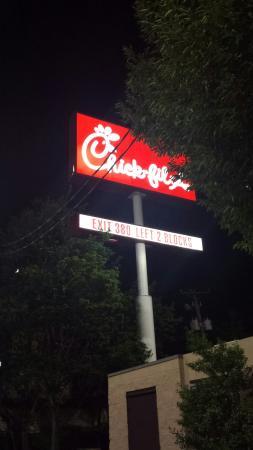 Chick-fil-A
EXIT 380 LEFT 2 BLOCKS